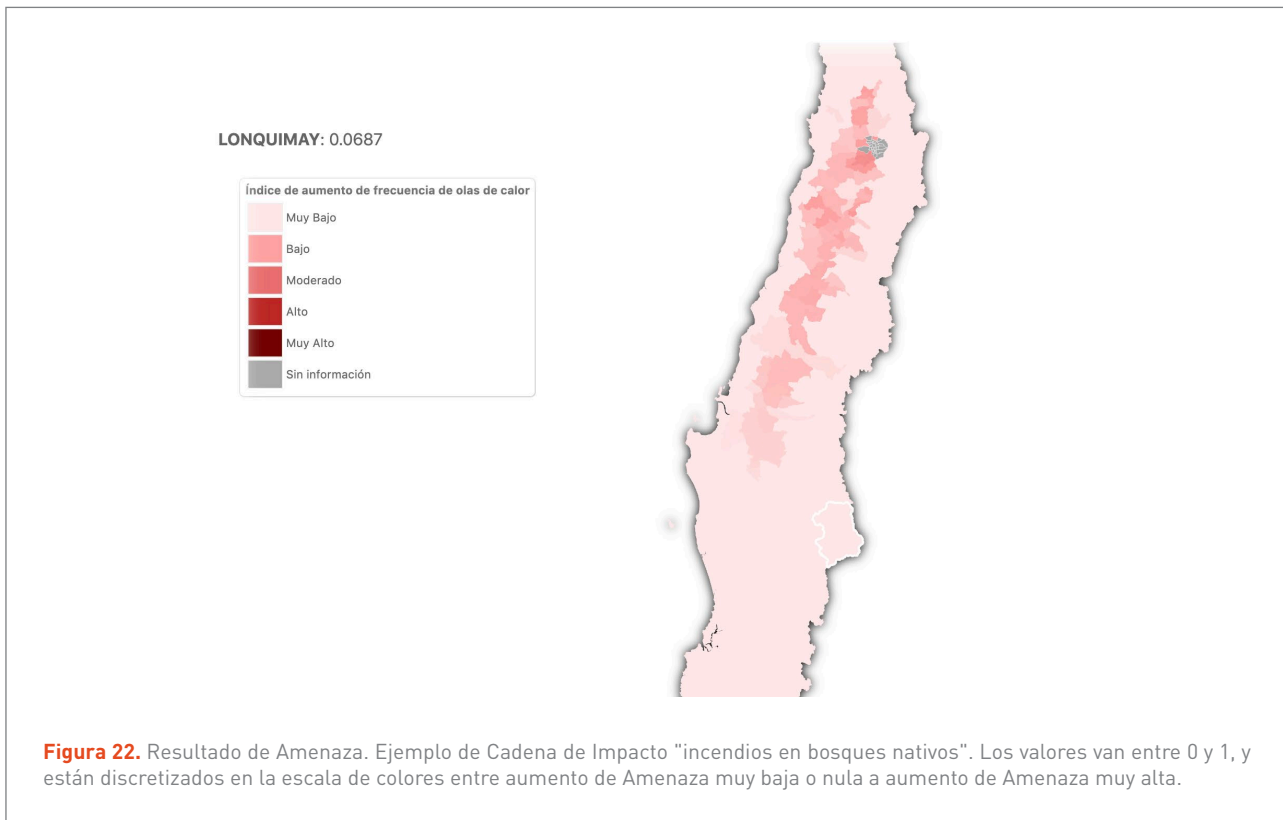 LONQUIMAY: 0.0687
Índice de aumento de frecuencia de olas de calor
Muy Bajo
Bajo
Moderado
Alto
Muy Alto
Sin información
Figura 22. Resultado de Amenaza. Ejemplo de Cadena de Impacto "incendios en bosques nativos". Los valores van entre 0 y 1, y
están discretizados en la escala de colores entre aumento de Amenaza muy baja o nula a aumento de Amenaza muy alta.